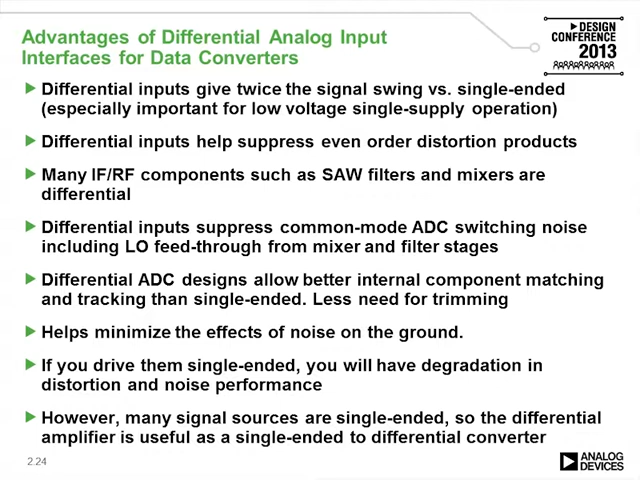 Advantages of Differential Analog Input
Interfaces for Data Converters
DESIGN
CONFERENCE
2013
Differential inputs give twice the signal swing vs. single-ended
(especially important for low voltage single-supply operation)
Differential inputs help suppress even order distortion products
Many IF/RF components such as SAW filters and mixers are
differential
Differential inputs suppress common-mode ADC switching noise
including LO feed-through from mixer and filter stages
Differential ADC designs allow better internal component matching
and tracking than single-ended. Less need for trimming
Helps minimize the effects of noise on the ground.
If you drive them single-ended, you will have degradation in
distortion and noise performance
However, many signal sources are single-ended, so the differential
amplifier is useful as a single-ended to differential converter
2.24
ANALOG
DEVICES